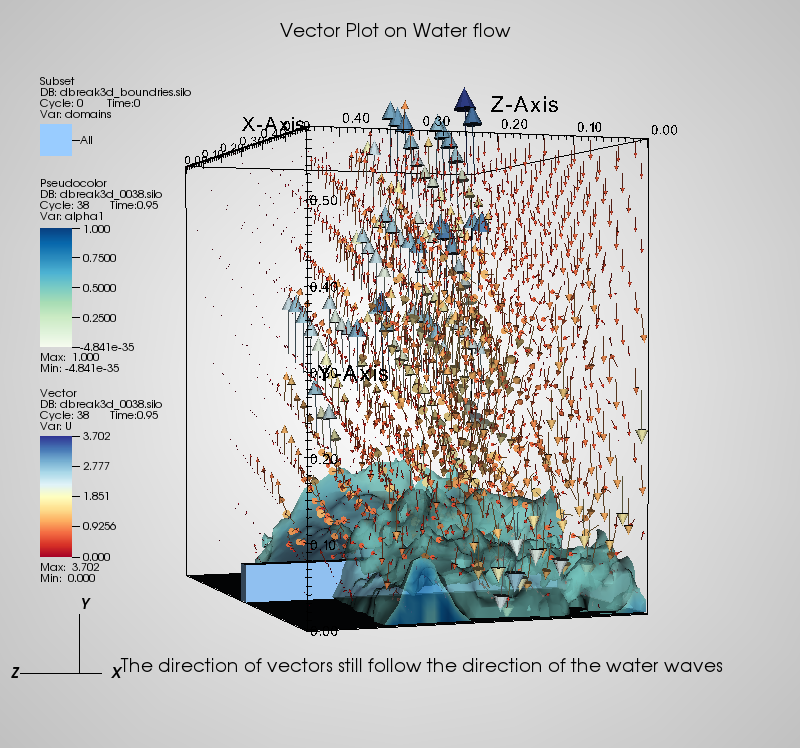 Vector Plot on Water flow
Subset
DB: dbreak3d_boundries.silo
Cycle: 0 Time:0
Var: domains
All
Pseudocolor
DB: dbreak3d_0038.silo
Cycle: 38 Time:0.95
Var: alpha1
1.000
0.7500
0.5000
0.2500
-4.841e-35
Max: 1.000
Min: -4.841e-35
Vector
DB: dbreak3d_0038.silo
Cycle: 38 Time:0.95
Var: U
3.702
2.777
1.851
0.9256
0.000
Max: 3.702
Min: 0.000
X-Axis
Z-Axis
0.40
0.30
0.20
0.10
0.00
0.50
0.40
Y-Axis
0.20
0.10
0.00
Y
Z
X
The direction of vectors still follow the direction of the water waves